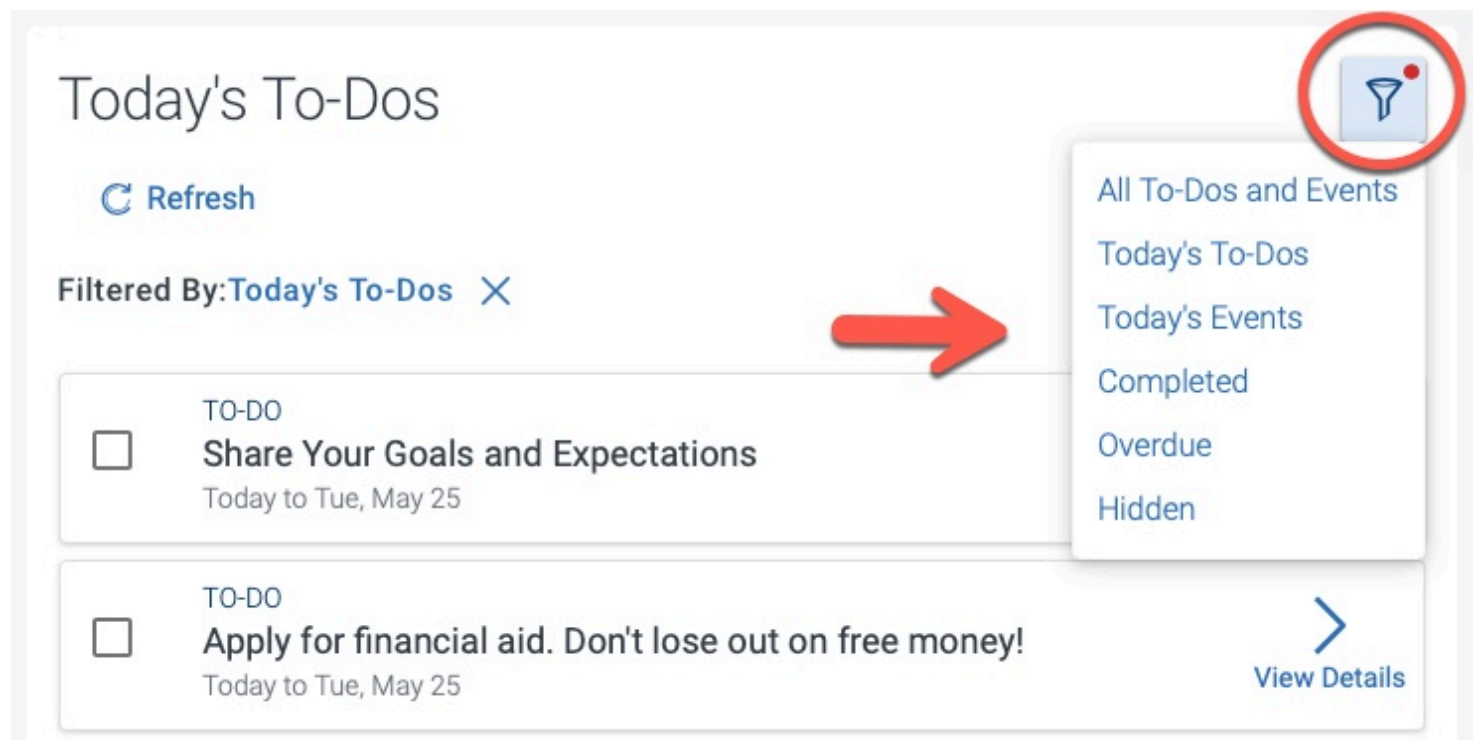 Today's To-Dos
Refresh
Filtered By:Today's To-Dos
All To-Dos and Events
Today's To-Dos
Today's Events
Completed
Overdue
Hidden
TO-DO
Share Your Goals and Expectations
Today to Tue, May 25
TO-DO
Apply for financial aid. Don't lose out on free money!
Today to Tue, May 25
View Details